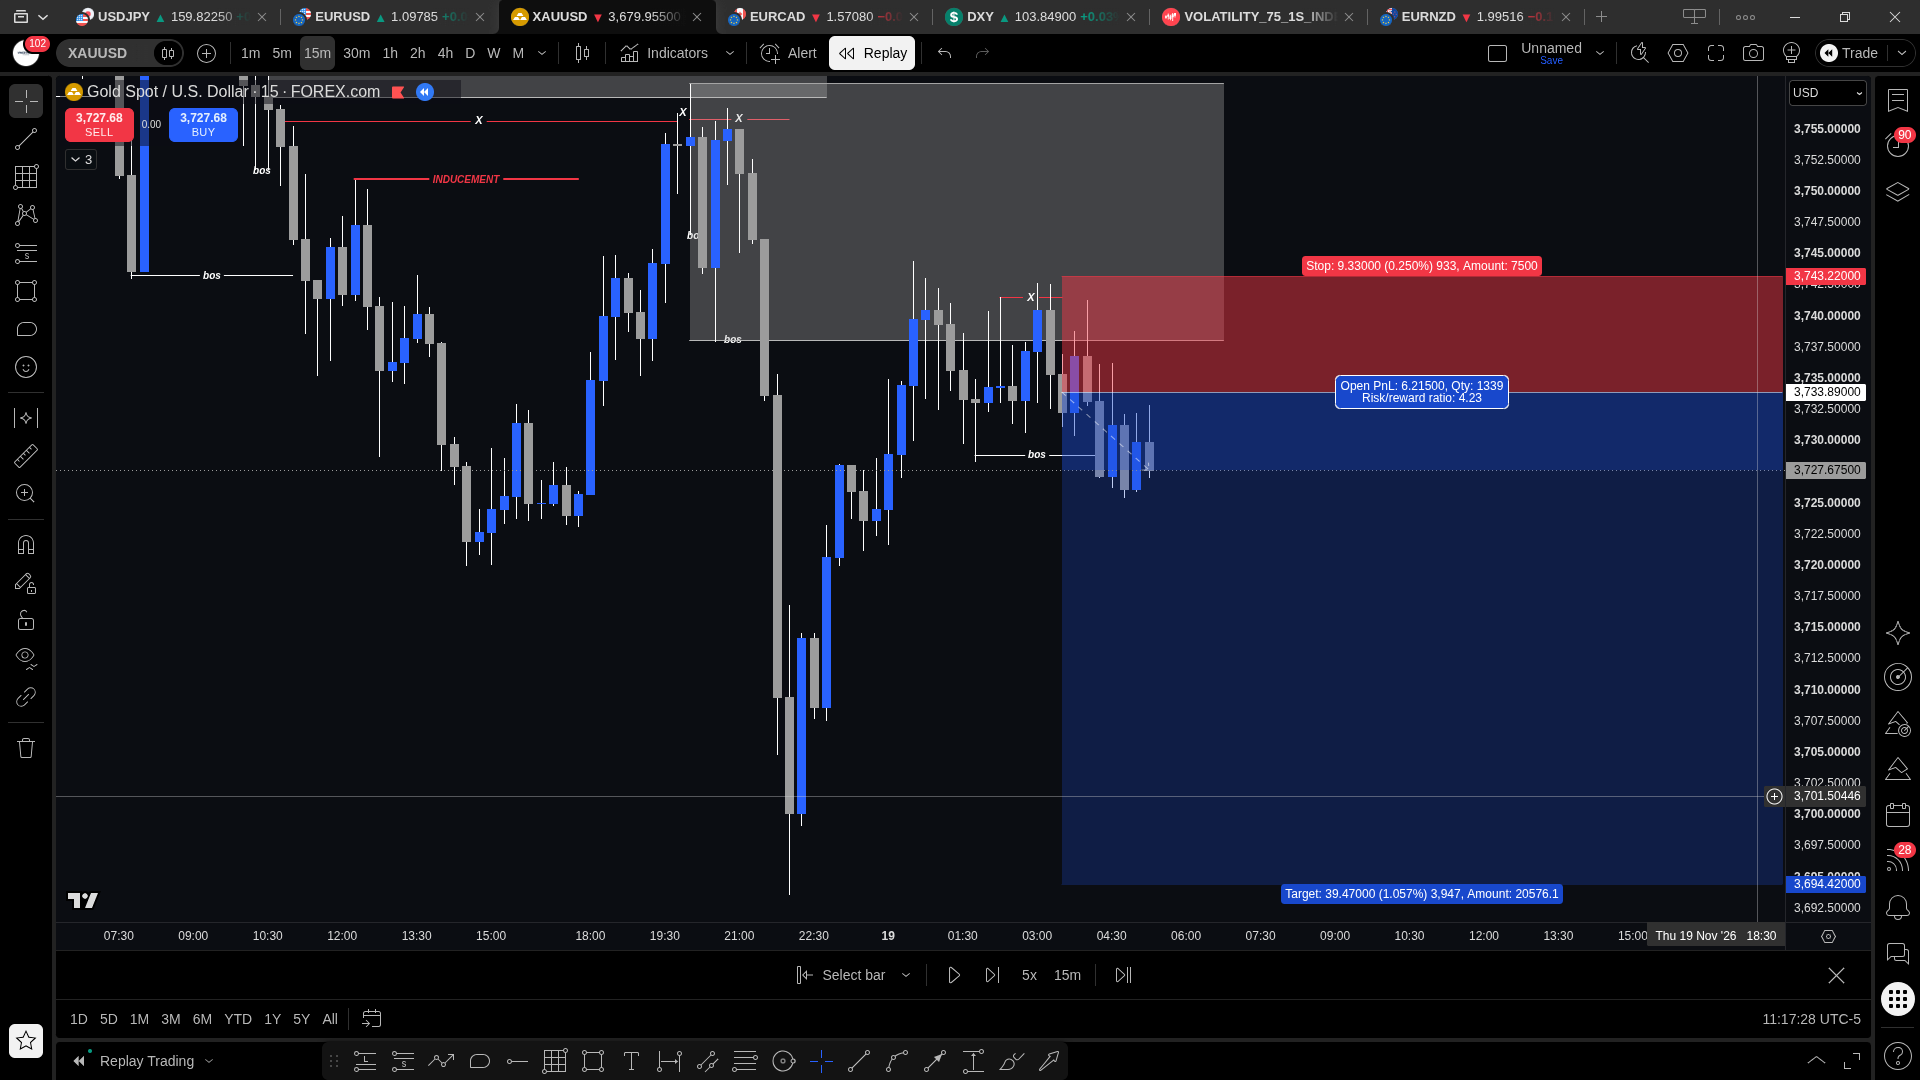 USDJPY 159.82250
EURUSD 1.09785
XAUUSD 3,679.95500
EURCAD 1.57080
DXY 103.84900
VOLATILITY_75_1S_INDI
EURNZD 1.99516
102
XAUUSD
1m 5m 15m 30m 1h 2h 4h D W M
Indicators
Alert
Replay
Unnamed
Save
Trade
Gold Spot / U.S. Dollar · 15 · FOREX.com
3,727.68
SELL
0.00
3,727.68
BUY
3
USD
90
X
X
X
bos
INDUCEMENT
bos
bos
X
bos
bos
Stop: 9.33000 (0.250%) 933, Amount: 7500
Open PnL: 6.21500, Qty: 1339
Risk/reward ratio: 4.23
Target: 39.47000 (1.057%) 3,947, Amount: 20576.1
3,755.00000
3,752.50000
3,750.00000
3,747.50000
3,745.00000
3,743.22000
3,742.50000
3,740.00000
3,737.50000
3,735.00000
3,733.89000
3,732.50000
3,730.00000
3,727.67500
3,725.00000
3,722.50000
3,720.00000
3,717.50000
3,715.00000
3,712.50000
3,710.00000
3,707.50000
3,705.00000
3,702.50000
3,701.50446
3,700.00000
3,697.50000
3,694.42000
3,692.50000
28
07:30 09:00 10:30 12:00 13:30 15:00 18:00 19:30 21:00 22:30 19 01:30 03:00 04:30 06:00 07:30 09:00 10:30 12:00 13:30 15:00 Thu 19 Nov '26 18:30
Select bar
5x
15m
1D 5D 1M 3M 6M YTD 1Y 5Y All
11:17:28 UTC-5
Replay Trading